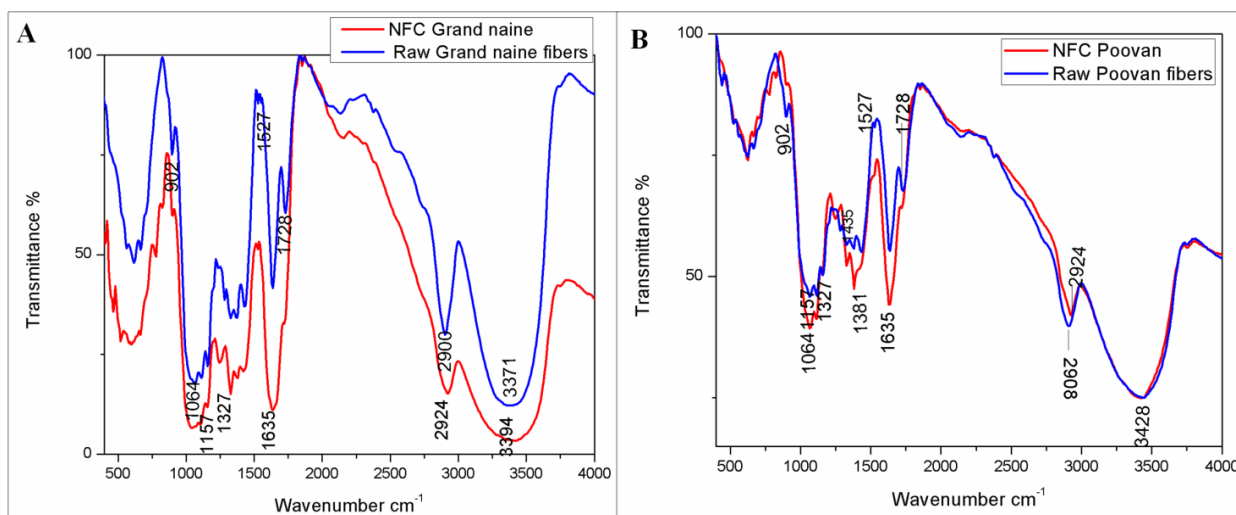 A
NFC Grand naine
Raw Grand naine fibers
100
50
0
Transmittance %
902
1527
1728
1064
1157
1327
1635
2900
2924
3371
3394
500 1000 1500 2000 2500 3000 3500 4000
Wavenumber cm⁻¹
B
NFC Poovan
Raw Poovan fibers
100
50
Transmittance %
902
1527
1728
1435
1157
1327
1064
1381
1635
2924
2908
3428
500 1000 1500 2000 2500 3000 3500 4000
Wavenumber cm⁻¹